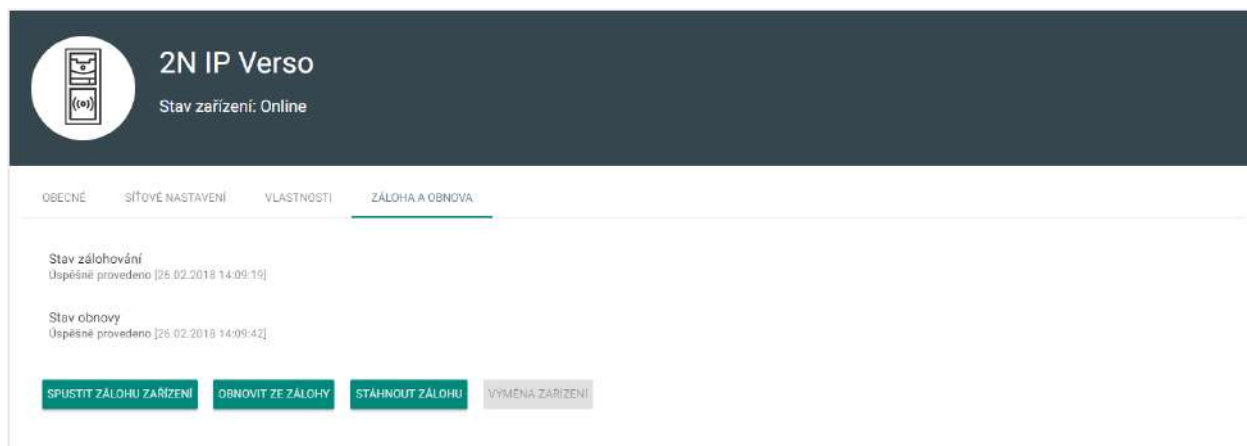 2N IP Verso
Stav zařízení: Online
OBECNÉ SÍŤOVÉ NASTAVENÍ VLASTNOSTI ZÁLOHA A OBNOVA
Stav zálohování
Úspěšně provedeno [26.02.2018 14:09:19]
Stav obnovy
Úspěšně provedeno [26.02.2018 14:09:42]
SPUSTIT ZÁLOHU ZAŘÍZENÍ OBNOVIT ZE ZÁLOHY STÁHNOUT ZÁLOHU VÝMĚNA ZAŘÍZENÍ